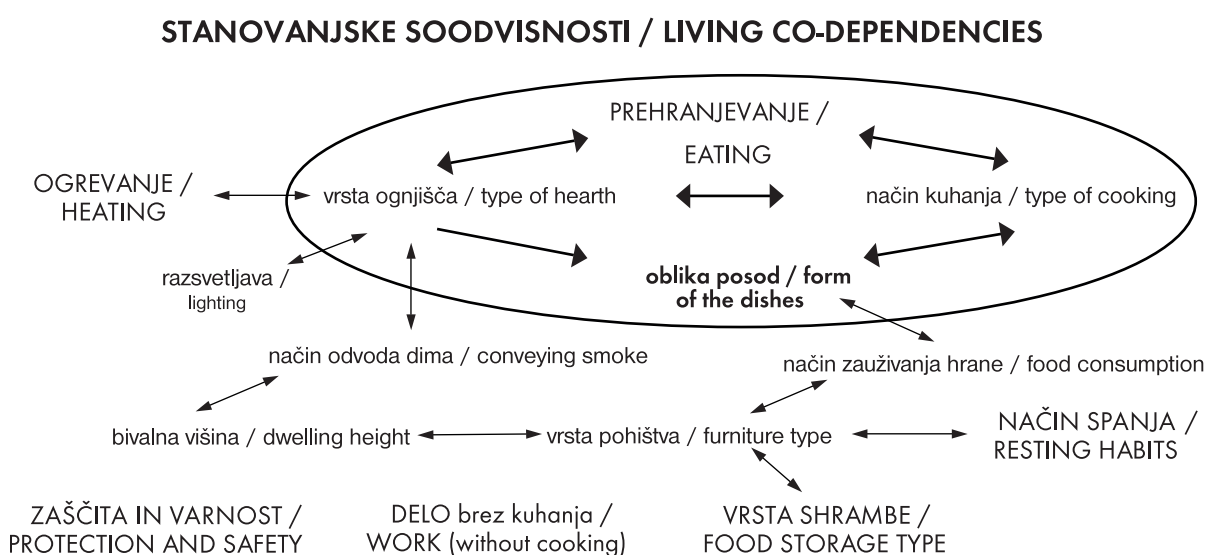 STANOVANJSKE SOODVISNOSTI / LIVING CO-DEPENDENCIES
PREHRANJEVANJE /
EATING
OGREVANJE /
HEATING
vrsta ognjišča / type of hearth
način kuhanja / type of cooking
razsvetljava /
lighting
oblika posod / form
of the dishes
način odvoda dima / conveying smoke
način zauživanja hrane / food consumption
bivalna višina / dwelling height
vrsta pohištva / furniture type
NAČIN SPANJA /
RESTING HABITS
ZAŠČITA IN VARNOST /
PROTECTION AND SAFETY
DELO brez kuhanja /
WORK (without cooking)
VRSTA SHRAMBE /
FOOD STORAGE TYPE